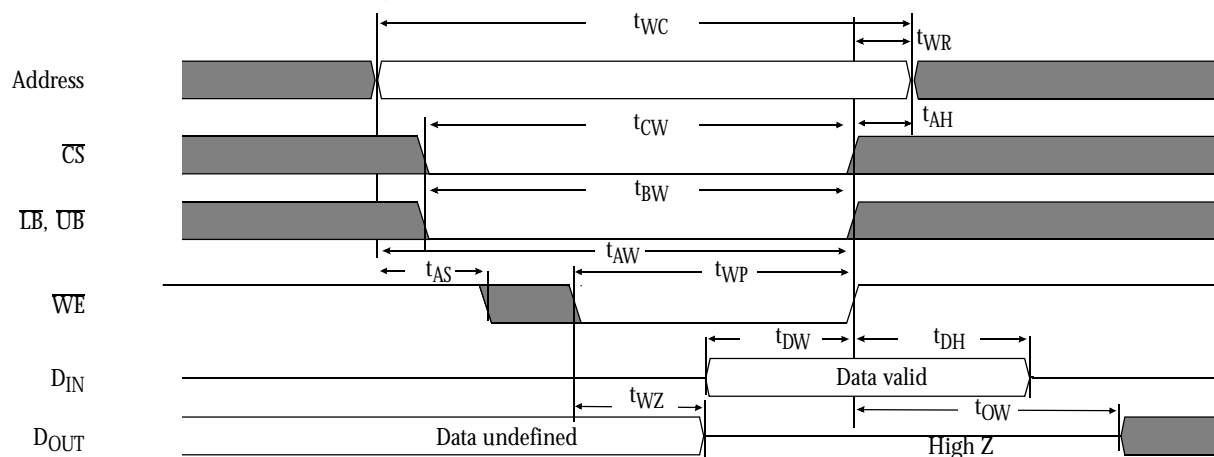 tWC
tWR
Address
tCW
tAH
CS
tBW
LB, UB
tAW
tAS
tWP
WE
tDW
tDH
DIN
Data valid
tWZ
tOW
DOUT
Data undefined
High Z